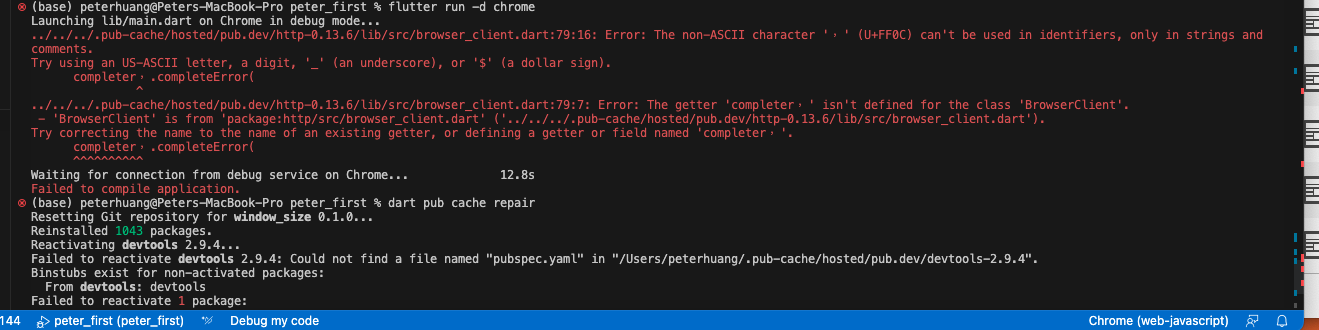 (base) peterhuang@Peters-MacBook-Pro peter_first % flutter run -d chrome
Launching lib/main.dart on Chrome in debug mode...
../../../.pub-cache/hosted/pub.dev/http-0.13.6/lib/src/browser_client.dart:79:16: Error: The non-ASCII character ',' (U+FF0C) can't be used in identifiers, only in strings and
comments.
Try using an US-ASCII letter, a digit, '_' (an underscore), or '$' (a dollar sign).
completer,.completeError(
^
../../../.pub-cache/hosted/pub.dev/http-0.13.6/lib/src/browser_client.dart:79:7: Error: The getter 'completer,' isn't defined for the class 'BrowserClient'.
- 'BrowserClient' is from 'package:http/src/browser_client.dart' ('../../../.pub-cache/hosted/pub.dev/http-0.13.6/lib/src/browser_client.dart').
Try correcting the name to the name of an existing getter, or defining a getter or field named 'completer,'.
completer,.completeError(
^^^^^^^^^^
Waiting for connection from debug service on Chrome... 12.8s
Failed to compile application.
(base) peterhuang@Peters-MacBook-Pro peter_first % dart pub cache repair
Resetting Git repository for window_size 0.1.0...
Reinstalled 1043 packages.
Reactivating devtools 2.9.4...
Failed to reactivate devtools 2.9.4: Could not find a file named "pubspec.yaml" in "/Users/peterhuang/.pub-cache/hosted/pub.dev/devtools-2.9.4".
Binstubs exist for non-activated packages:
From devtools: devtools
Failed to reactivate 1 package:
144 peter_first (peter_first) Debug my code Chrome (web-javascript)